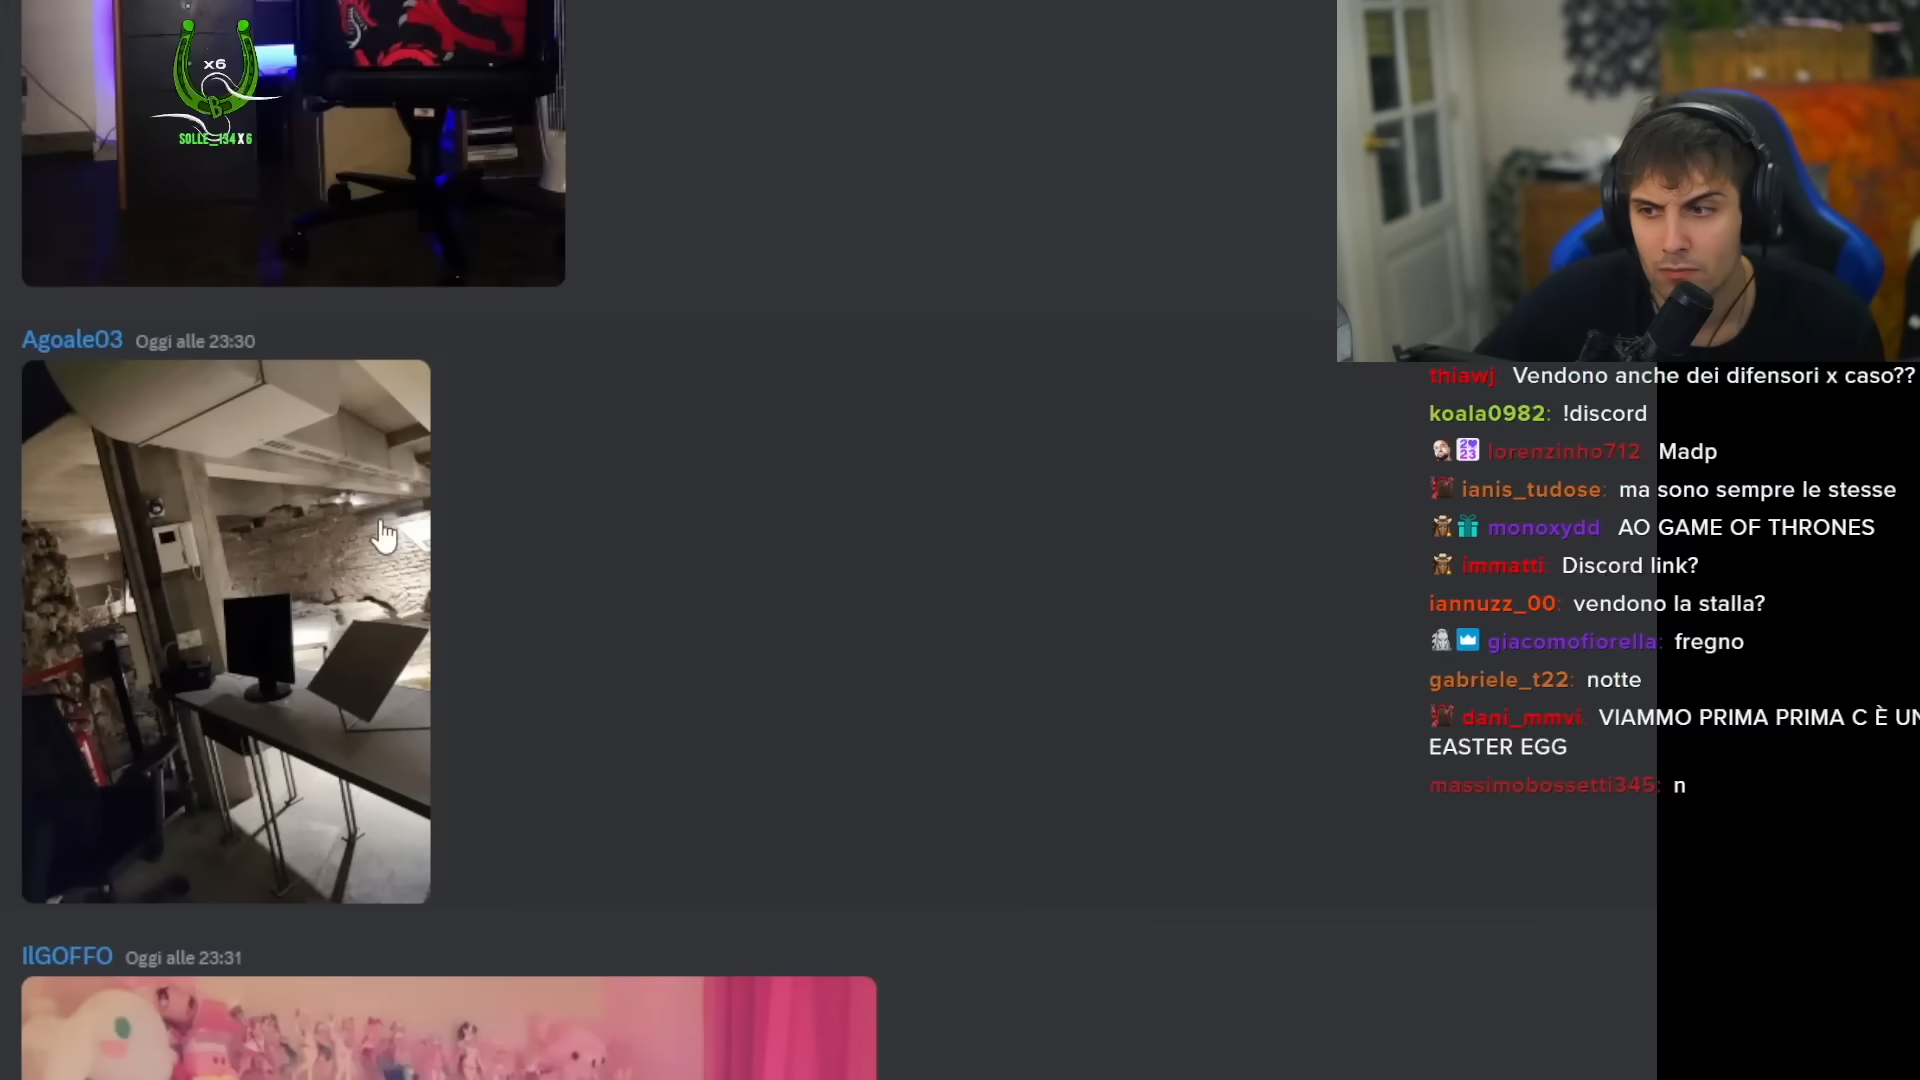 x6
B
SOLLE_134 X 6
Agoale03 Oggi alle 23:30
IlGOFFO Oggi alle 23:31
thiawj: Vendono anche dei difensori x caso??
koala0982: !discord
lorenzinho712: Madp
ianis_tudose: ma sono sempre le stesse
monoxydd: AO GAME OF THRONES
immatti: Discord link?
iannuzz_00: vendono la stalla?
giacomofiorella: fregno
gabriele_t22: notte
dani_mmvi: VIAMMO PRIMA PRIMA C È UN
EASTER EGG
massimobossetti345: n